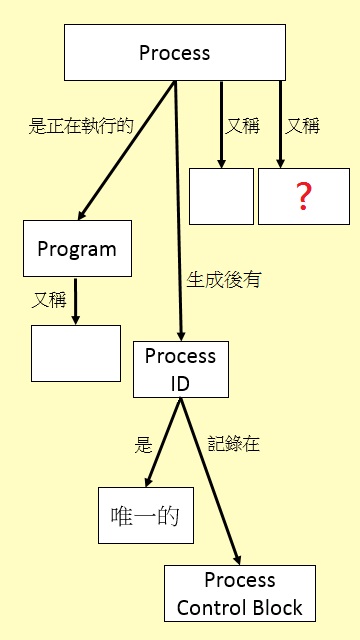 Process
是正在執行的
又稱
又稱
?
Program
又稱
生成後有
Process
ID
是
記錄在
唯一的
Process
Control Block